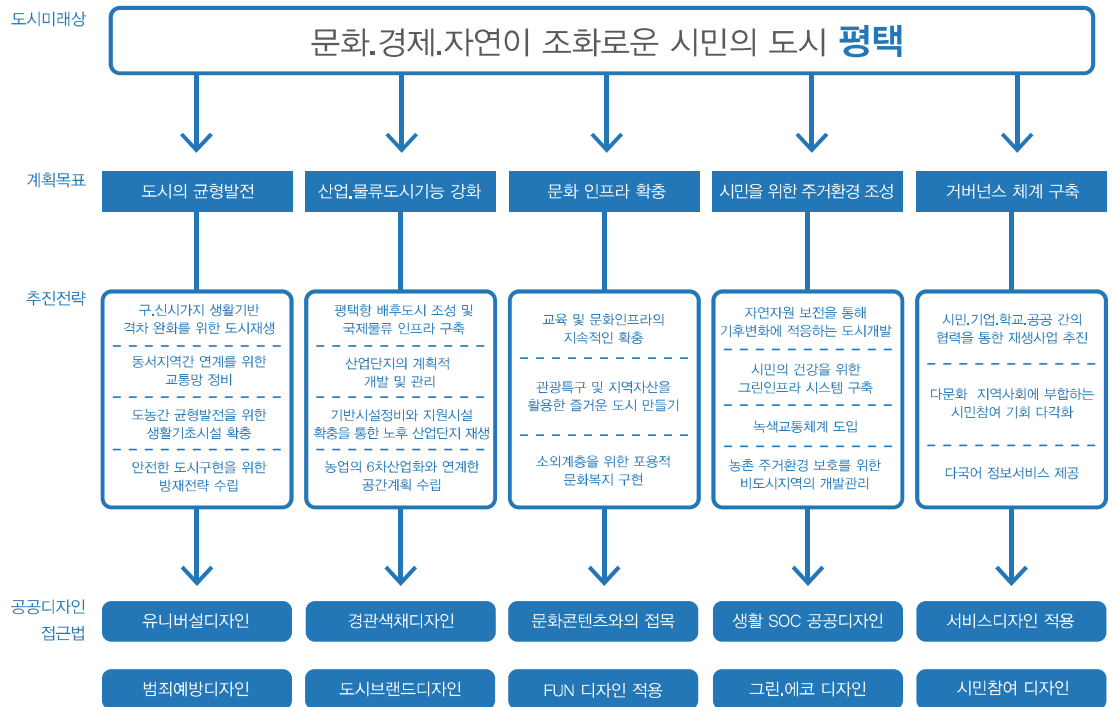 도시미래상
문화.경제.자연이 조화로운 시민의 도시 평택
계획목표
도시의 균형발전
산업.물류도시기능 강화
문화 인프라 확충
시민을 위한 주거환경 조성
거버넌스 체계 구축
추진전략
구.신시가지 생활기반
격차 완화를 위한 도시재생
동서지역간 연계를 위한
교통망 정비
도농간 균형발전을 위한
생활기초시설 확충
안전한 도시구현을 위한
방재전략 수립
평택항 배후도시 조성 및
국제물류 인프라 구축
산업단지의 계획적
개발 및 관리
기반시설정비와 지원시설
확충을 통한 노후 산업단지 재생
농업의 6차산업화와 연계한
공간계획 수립
교육 및 문화인프라의
지속적인 확충
관광특구 및 지역자산을
활용한 즐거운 도시 만들기
소외계층을 위한 포용적
문화복지 구현
자연자원 보전을 통해
기후변화에 적응하는 도시개발
시민의 건강을 위한
그린인프라 시스템 구축
녹색교통체계 도입
농촌 주거환경 보호를 위한
비도시지역의 개발관리
시민.기업.학교.공공 간의
협력을 통한 재생사업 추진
다문화 지역사회에 부합하는
시민참여 기회 다각화
다국어 정보서비스 제공
공공디자인
접근법
유니버설디자인
경관색채디자인
문화콘텐츠와의 접목
생활 SOC 공공디자인
서비스디자인 적용
범죄예방디자인
도시브랜드디자인
FUN 디자인 적용
그린.에코 디자인
시민참여 디자인